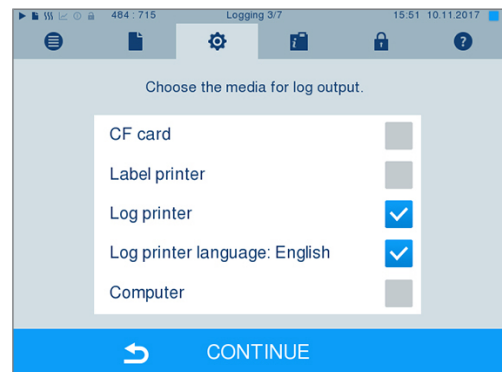 484 : 715 Logging 3/7 15:51 10.11.2017
Choose the media for log output.
CF card
Label printer
Log printer
Log printer language: English
Computer
CONTINUE